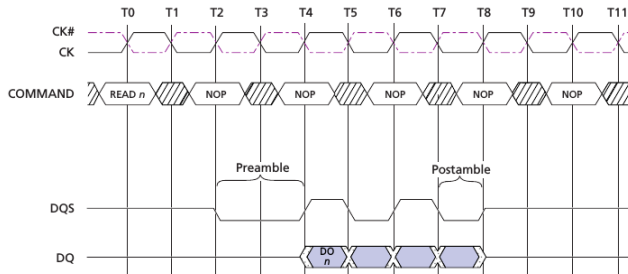 T0 T1 T2 T3 T4 T5 T6 T7 T8 T9 T10 T11
CK#
CK
COMMAND READ n NOP NOP NOP NOP NOP
Preamble Postamble
DQS
DQ DO
n